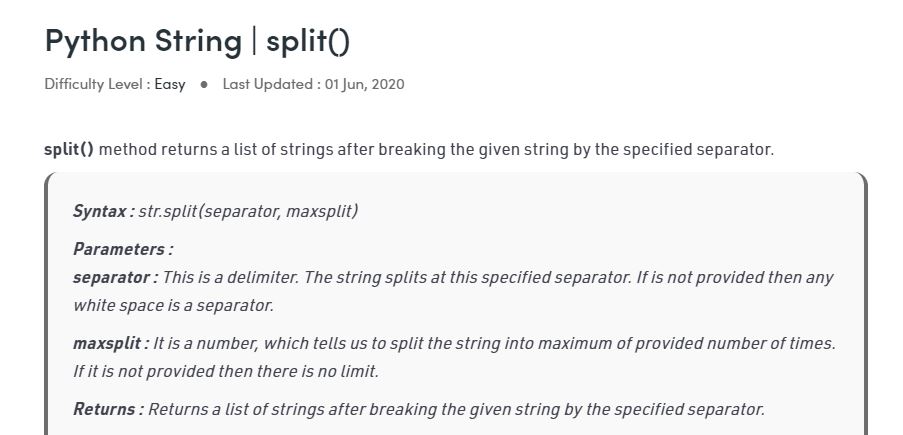 Python String | split()
Difficulty Level : Easy ● Last Updated : 01 Jun, 2020
split() method returns a list of strings after breaking the given string by the specified separator.
Syntax : str.split(separator, maxsplit)
Parameters :
separator : This is a delimiter. The string splits at this specified separator. If is not provided then any
white space is a separator.
maxsplit : It is a number, which tells us to split the string into maximum of provided number of times.
If it is not provided then there is no limit.
Returns : Returns a list of strings after breaking the given string by the specified separator.